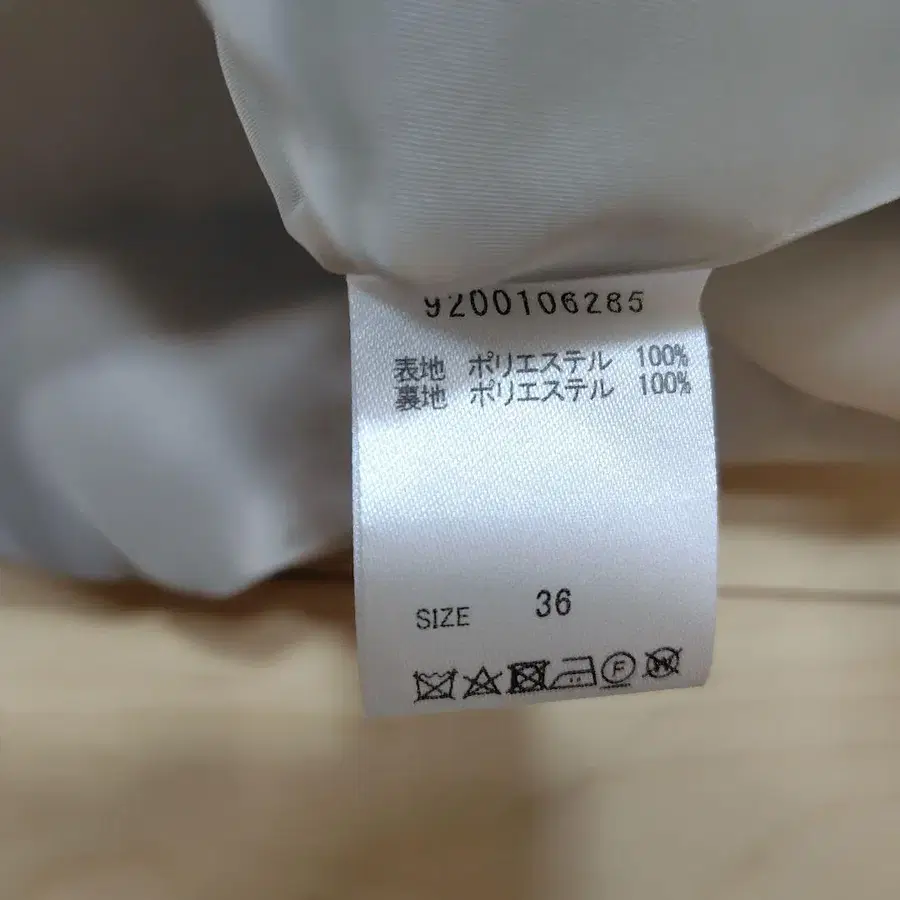 9200106285
表地 ポリエステル 100%
裏地 ポリエステル 100%
SIZE 36
F W